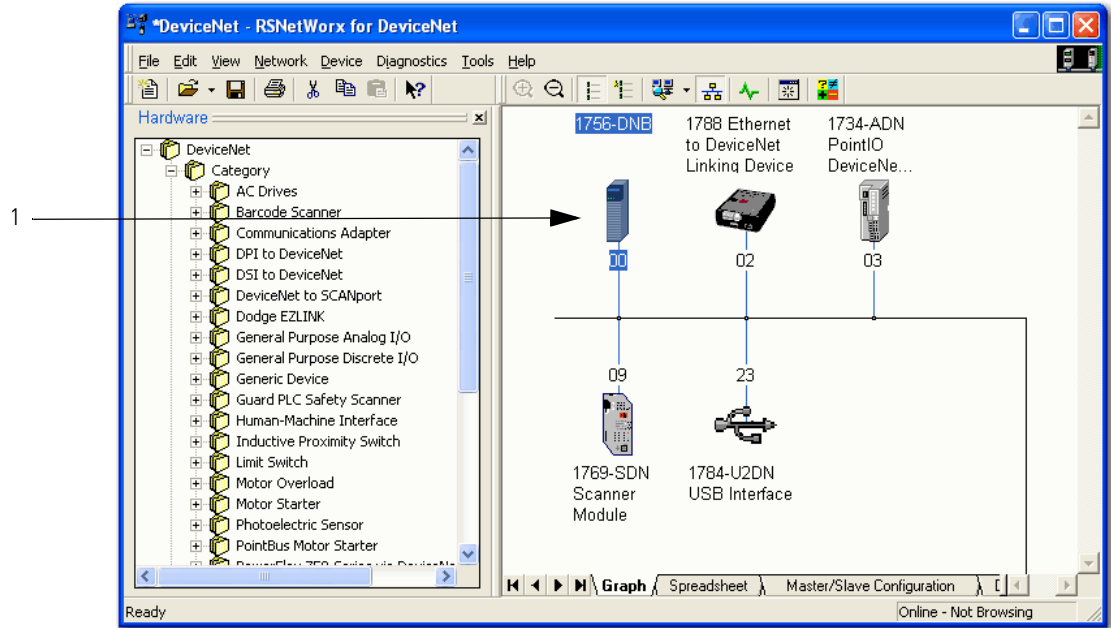 *DeviceNet - RSNetWorx for DeviceNet
File Edit View Network Device Diagnostics Tools Help
Hardware
DeviceNet
Category
AC Drives
Barcode Scanner
Communications Adapter
DPI to DeviceNet
DSI to DeviceNet
DeviceNet to SCANport
Dodge EZLINK
General Purpose Analog I/O
General Purpose Discrete I/O
Generic Device
Guard PLC Safety Scanner
Human-Machine Interface
Inductive Proximity Switch
Limit Switch
Motor Overload
Motor Starter
Photoelectric Sensor
PointBus Motor Starter
1
1756-DNB
00
1788 Ethernet
to DeviceNet
Linking Device
02
1734-ADN
PointIO
DeviceNe...
03
09
1769-SDN
Scanner
Module
23
1784-U2DN
USB Interface
Graph Spreadsheet Master/Slave Configuration
Ready
Online - Not Browsing